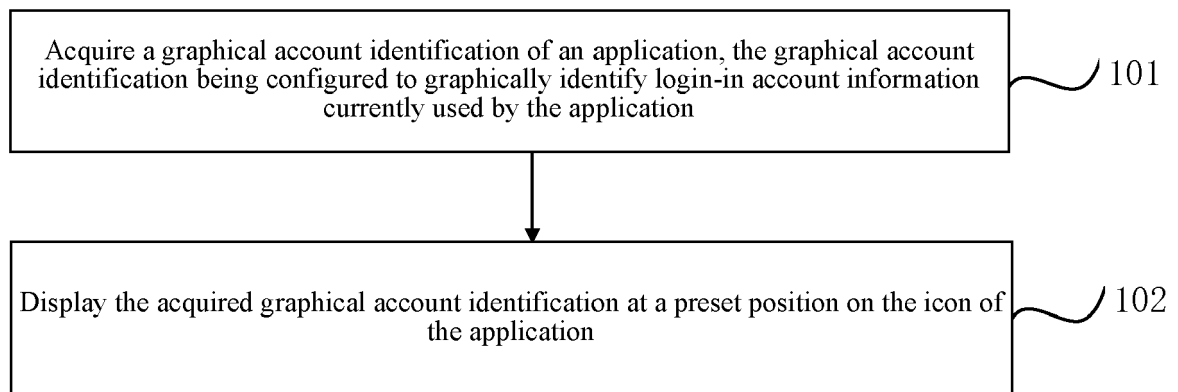 Acquire a graphical account identification of an application, the graphical account
identification being configured to graphically identify login-in account information
currently used by the application
101
Display the acquired graphical account identification at a preset position on the icon of
the application
102